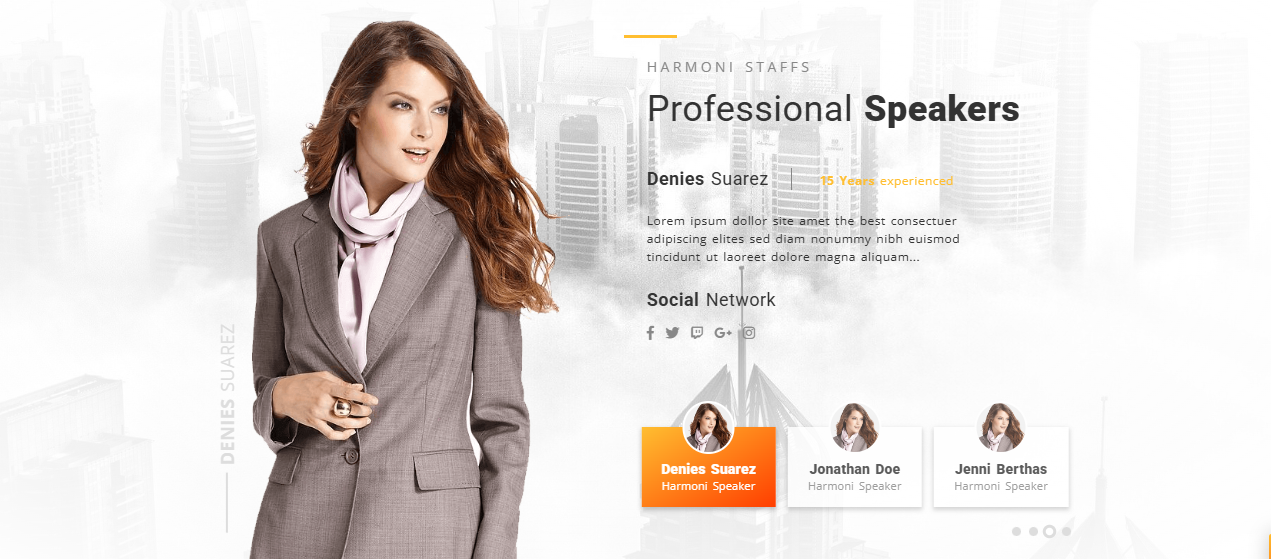 HARMONI STAFFS
Professional Speakers
Denies Suarez
15 Years experienced
Lorem ipsum dollor site amet the best consectuer
adipiscing elites sed diam nonummy nibh euismod
tincidunt ut laoreet dolore magna aliquam...
Social Network
DENIES SUAREZ
Denies Suarez
Harmoni Speaker
Jonathan Doe
Harmoni Speaker
Jenni Berthas
Harmoni Speaker